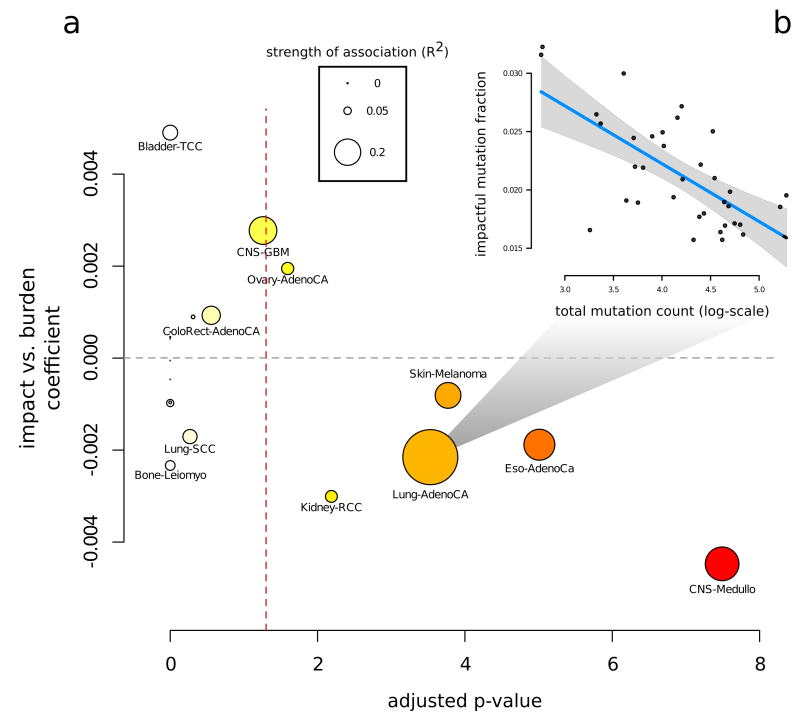 a
b
strength of association (R²)
0
0.05
0.2
Bladder-TCC
CNS-GBM
Ovary-AdenoCA
ColoRect-AdenoCA
Lung-SCC
Bone-Leiomyo
Kidney-RCC
Skin-Melanoma
Lung-AdenoCA
Eso-AdenoCa
CNS-Medullo
impact vs. burden
coefficient
0.004
0.002
0.000
-0.002
-0.004
0
2
4
6
8
adjusted p-value
impactful mutation fraction
0.030
0.025
0.020
0.015
3.0
3.5
4.0
4.5
5.0
total mutation count (log-scale)